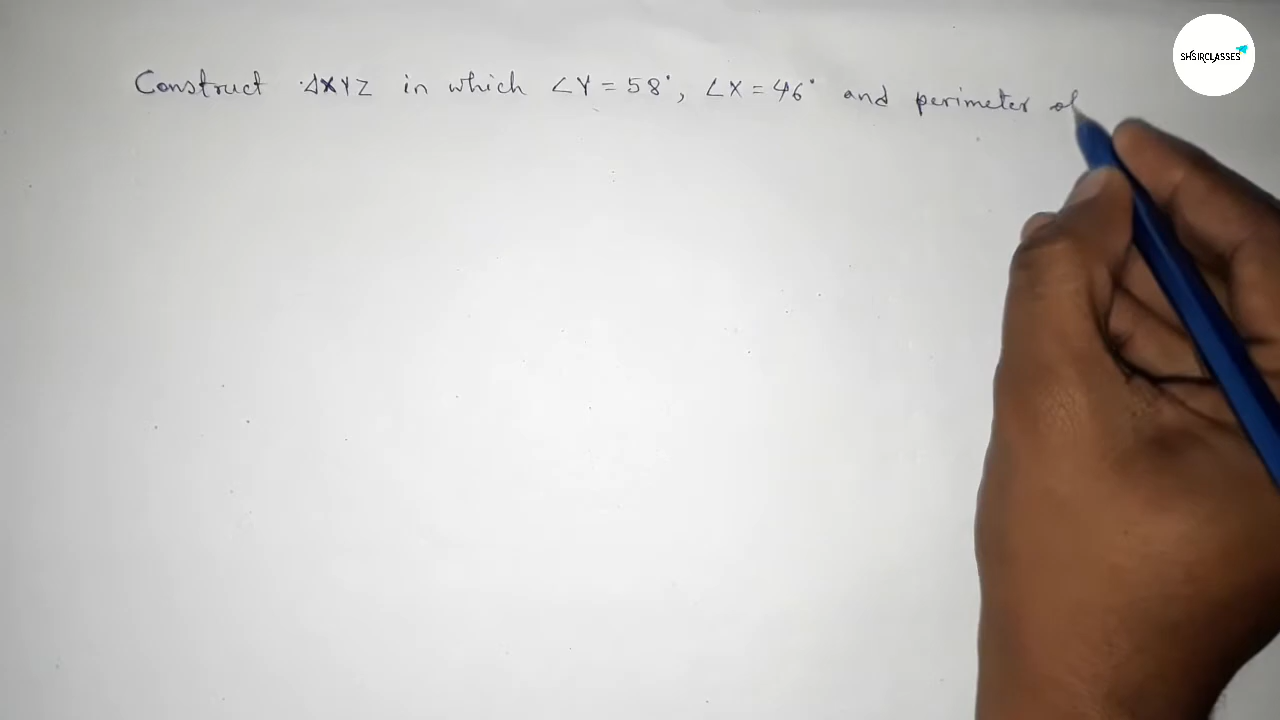 Construct ΔXYZ in which ∠Y = 58°, ∠X = 46° and perimeter of
SHSIRCLASSES